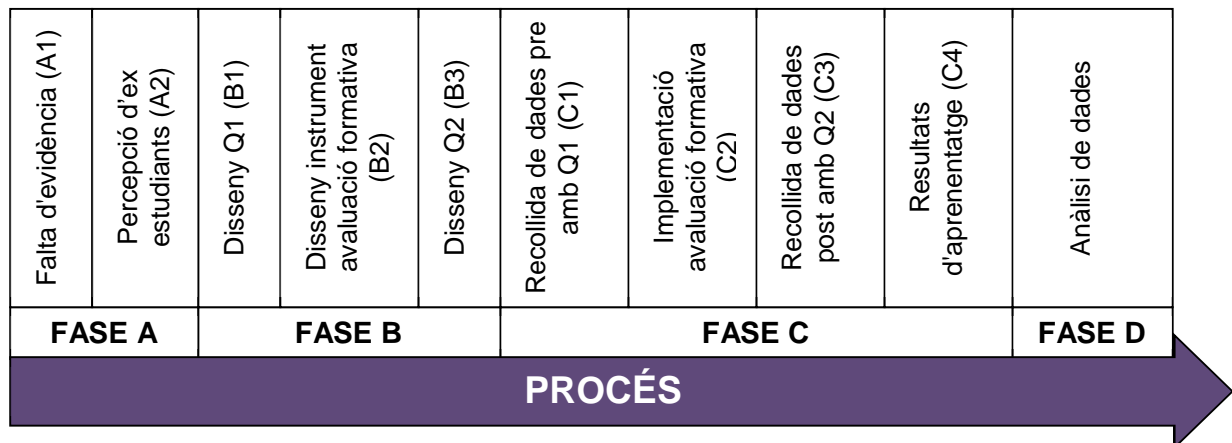 Falta d'evidència (A1)
Percepció d'ex
estudiants (A2)
Disseny Q1 (B1)
Disseny instrument
avaluació formativa
(B2)
Disseny Q2 (B3)
Recollida de dades pre
amb Q1 (C1)
Implementació
avaluació formativa
(C2)
Recollida de dades
post amb Q2 (C3)
Resultats
d'aprenentatge (C4)
Anàlisi de dades
FASE A
FASE B
FASE C
FASE D
PROCÉS